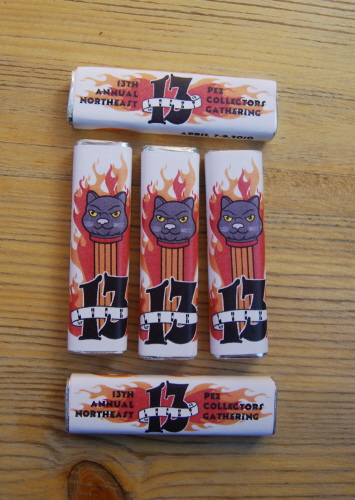 13TH
ANNUAL
NORTHEAST
13
PEZ
COLLECTORS
GATHERING
13
13
13
13TH
ANNUAL
NORTHEAST
13
PEZ
COLLECTORS
GATHERING